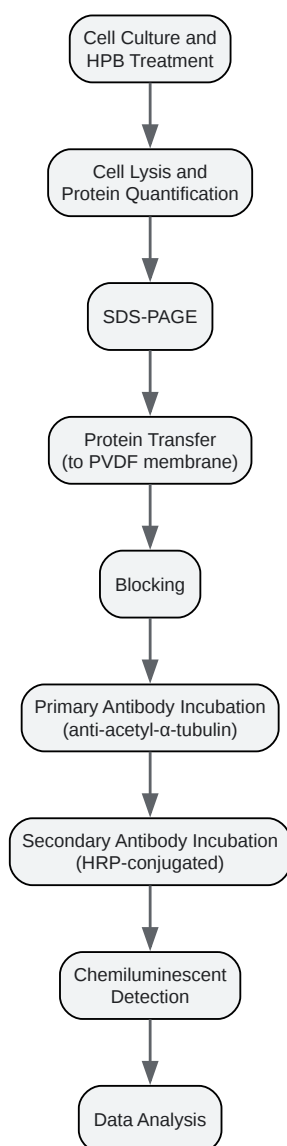 Cell Culture and
HPB Treatment
Cell Lysis and
Protein Quantification
SDS-PAGE
Protein Transfer
(to PVDF membrane)
Blocking
Primary Antibody Incubation
(anti-acetyl-α-tubulin)
Secondary Antibody Incubation
(HRP-conjugated)
Chemiluminescent
Detection
Data Analysis